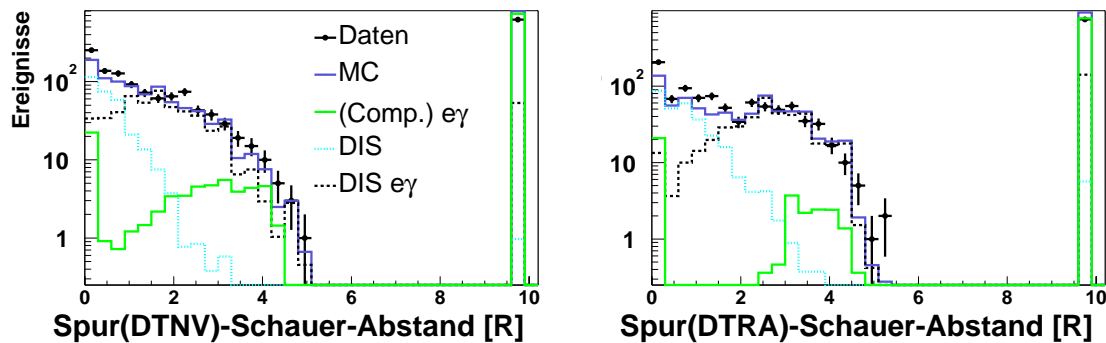 Ereignisse
10²
10
1
Daten
MC
(Comp.) eγ
DIS
DIS eγ
0 2 4 6 8 10
Spur(DTNV)-Schauer-Abstand [R]
10²
10
1
0 2 4 6 8 10
Spur(DTRA)-Schauer-Abstand [R]